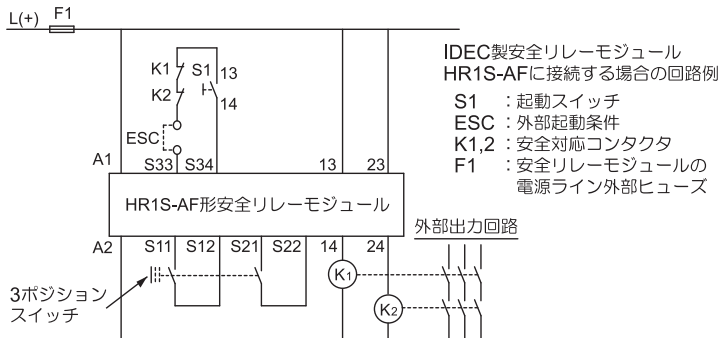 L(+)
F1
K1
S1
13
K2
14
ESC
A1
S33
S34
13
23
HR1S-AF形安全リレーモジュール
A2
S11
S12
S21
S22
14
24
K1
K2
3ポジション
スイッチ
IDEC製安全リレーモジュール
HR1S-AFに接続する場合の回路例
S1 :起動スイッチ
ESC :外部起動条件
K1,2 :安全対応コンタクタ
F1 :安全リレーモジュールの
電源ライン外部ヒューズ
外部出力回路